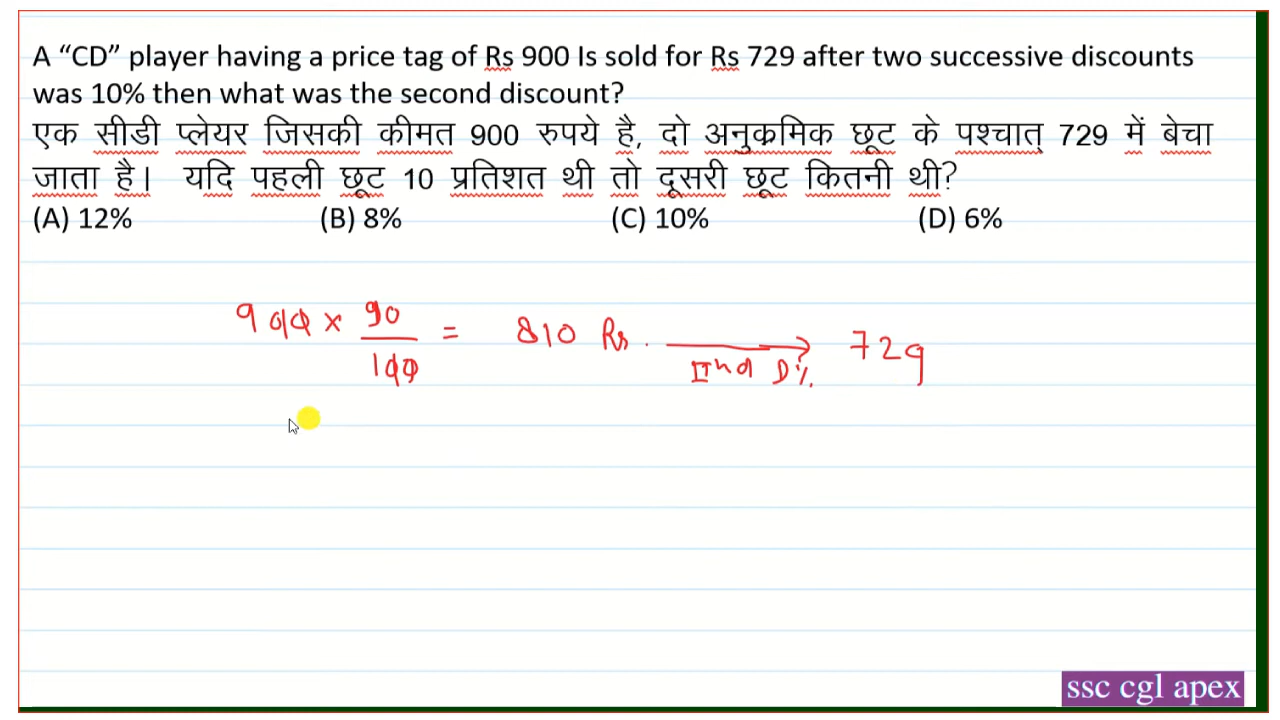 A “CD” player having a price tag of Rs 900 Is sold for Rs 729 after two successive discounts
was 10% then what was the second discount?
एक सीडी प्लेयर जिसकी कीमत 900 रुपये है, दो अनुक्रमिक छूट के पश्चात् 729 में बेचा
जाता है। यदि पहली छूट 10 प्रतिशत थी तो दूसरी छूट कितनी थी?
(A) 12% (B) 8% (C) 10% (D) 6%
900 x 90/100 = 810 Rs. 729
IInd D%
ssc cgl apex